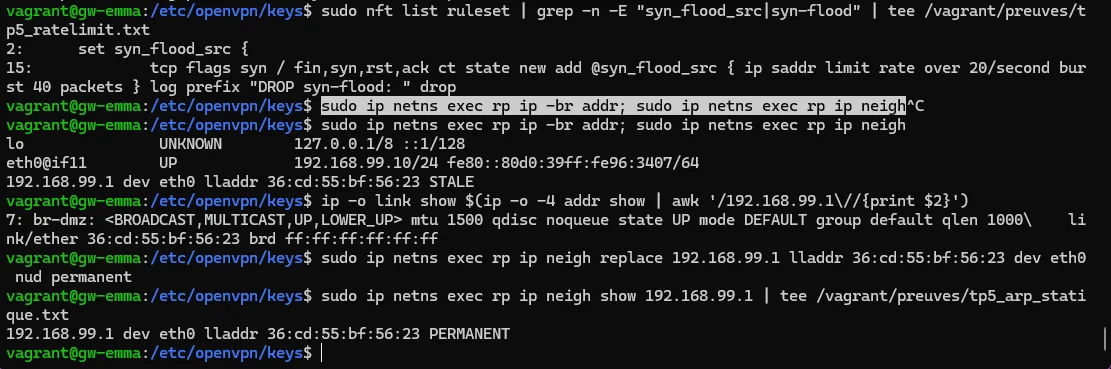 vagrant@gw-emma:/etc/openvpn/keys$ sudo nft list ruleset | grep -n -E "syn_flood_src|syn-flood" | tee /vagrant/preuves/t
p5_ratelimit.txt
2:      set syn_flood_src {
15:             tcp flags syn / fin,syn,rst,ack ct state new add @syn_flood_src { ip saddr limit rate over 20/second bur
st 40 packets } log prefix "DROP syn-flood: " drop
vagrant@gw-emma:/etc/openvpn/keys$ sudo ip netns exec rp ip -br addr; sudo ip netns exec rp ip neigh^C
vagrant@gw-emma:/etc/openvpn/keys$ sudo ip netns exec rp ip -br addr; sudo ip netns exec rp ip neigh
lo               UNKNOWN        127.0.0.1/8 ::1/128
eth0@if11        UP             192.168.99.10/24 fe80::80d0:39ff:fe96:3407/64
192.168.99.1 dev eth0 lladdr 36:cd:55:bf:56:23 STALE
vagrant@gw-emma:/etc/openvpn/keys$ ip -o link show $(ip -o -4 addr show | awk '/192.168.99.1\//{print $2}')
7: br-dmz: <BROADCAST,MULTICAST,UP,LOWER_UP> mtu 1500 qdisc noqueue state UP mode DEFAULT group default qlen 1000\    li
nk/ether 36:cd:55:bf:56:23 brd ff:ff:ff:ff:ff:ff
vagrant@gw-emma:/etc/openvpn/keys$ sudo ip netns exec rp ip neigh replace 192.168.99.1 lladdr 36:cd:55:bf:56:23 dev eth0
 nud permanent
vagrant@gw-emma:/etc/openvpn/keys$ sudo ip netns exec rp ip neigh show 192.168.99.1 | tee /vagrant/preuves/tp5_arp_stati
que.txt
192.168.99.1 dev eth0 lladdr 36:cd:55:bf:56:23 PERMANENT
vagrant@gw-emma:/etc/openvpn/keys$